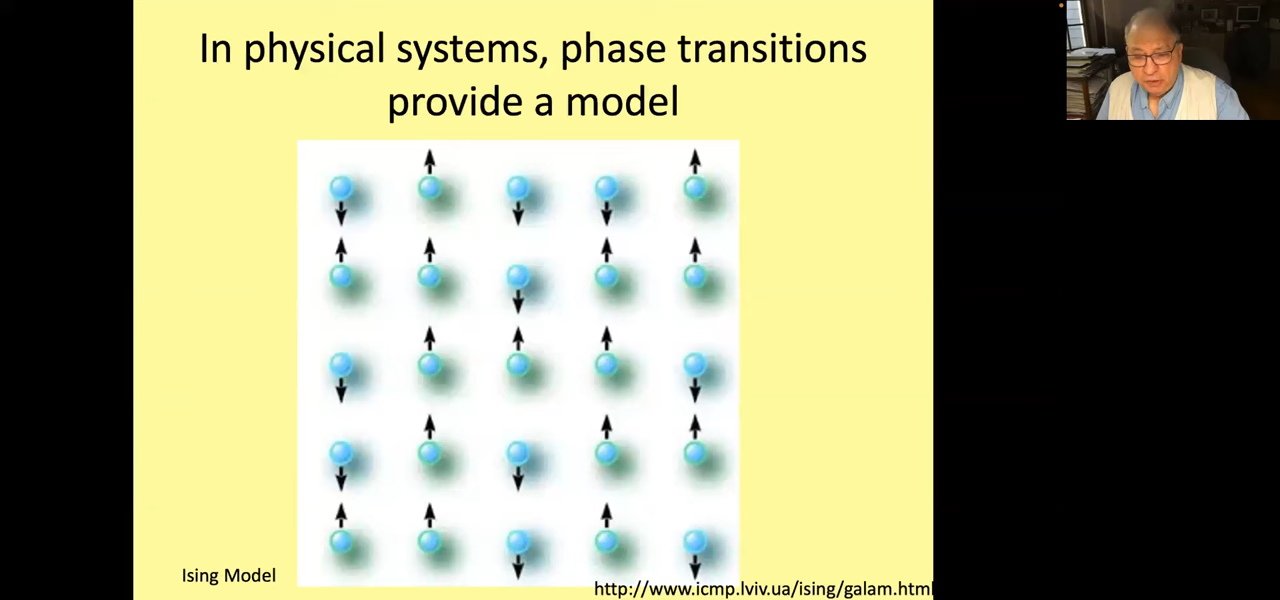 In physical systems, phase transitions
provide a model
Ising Model
http://www.icmp.lviv.ua/ising/galam.html